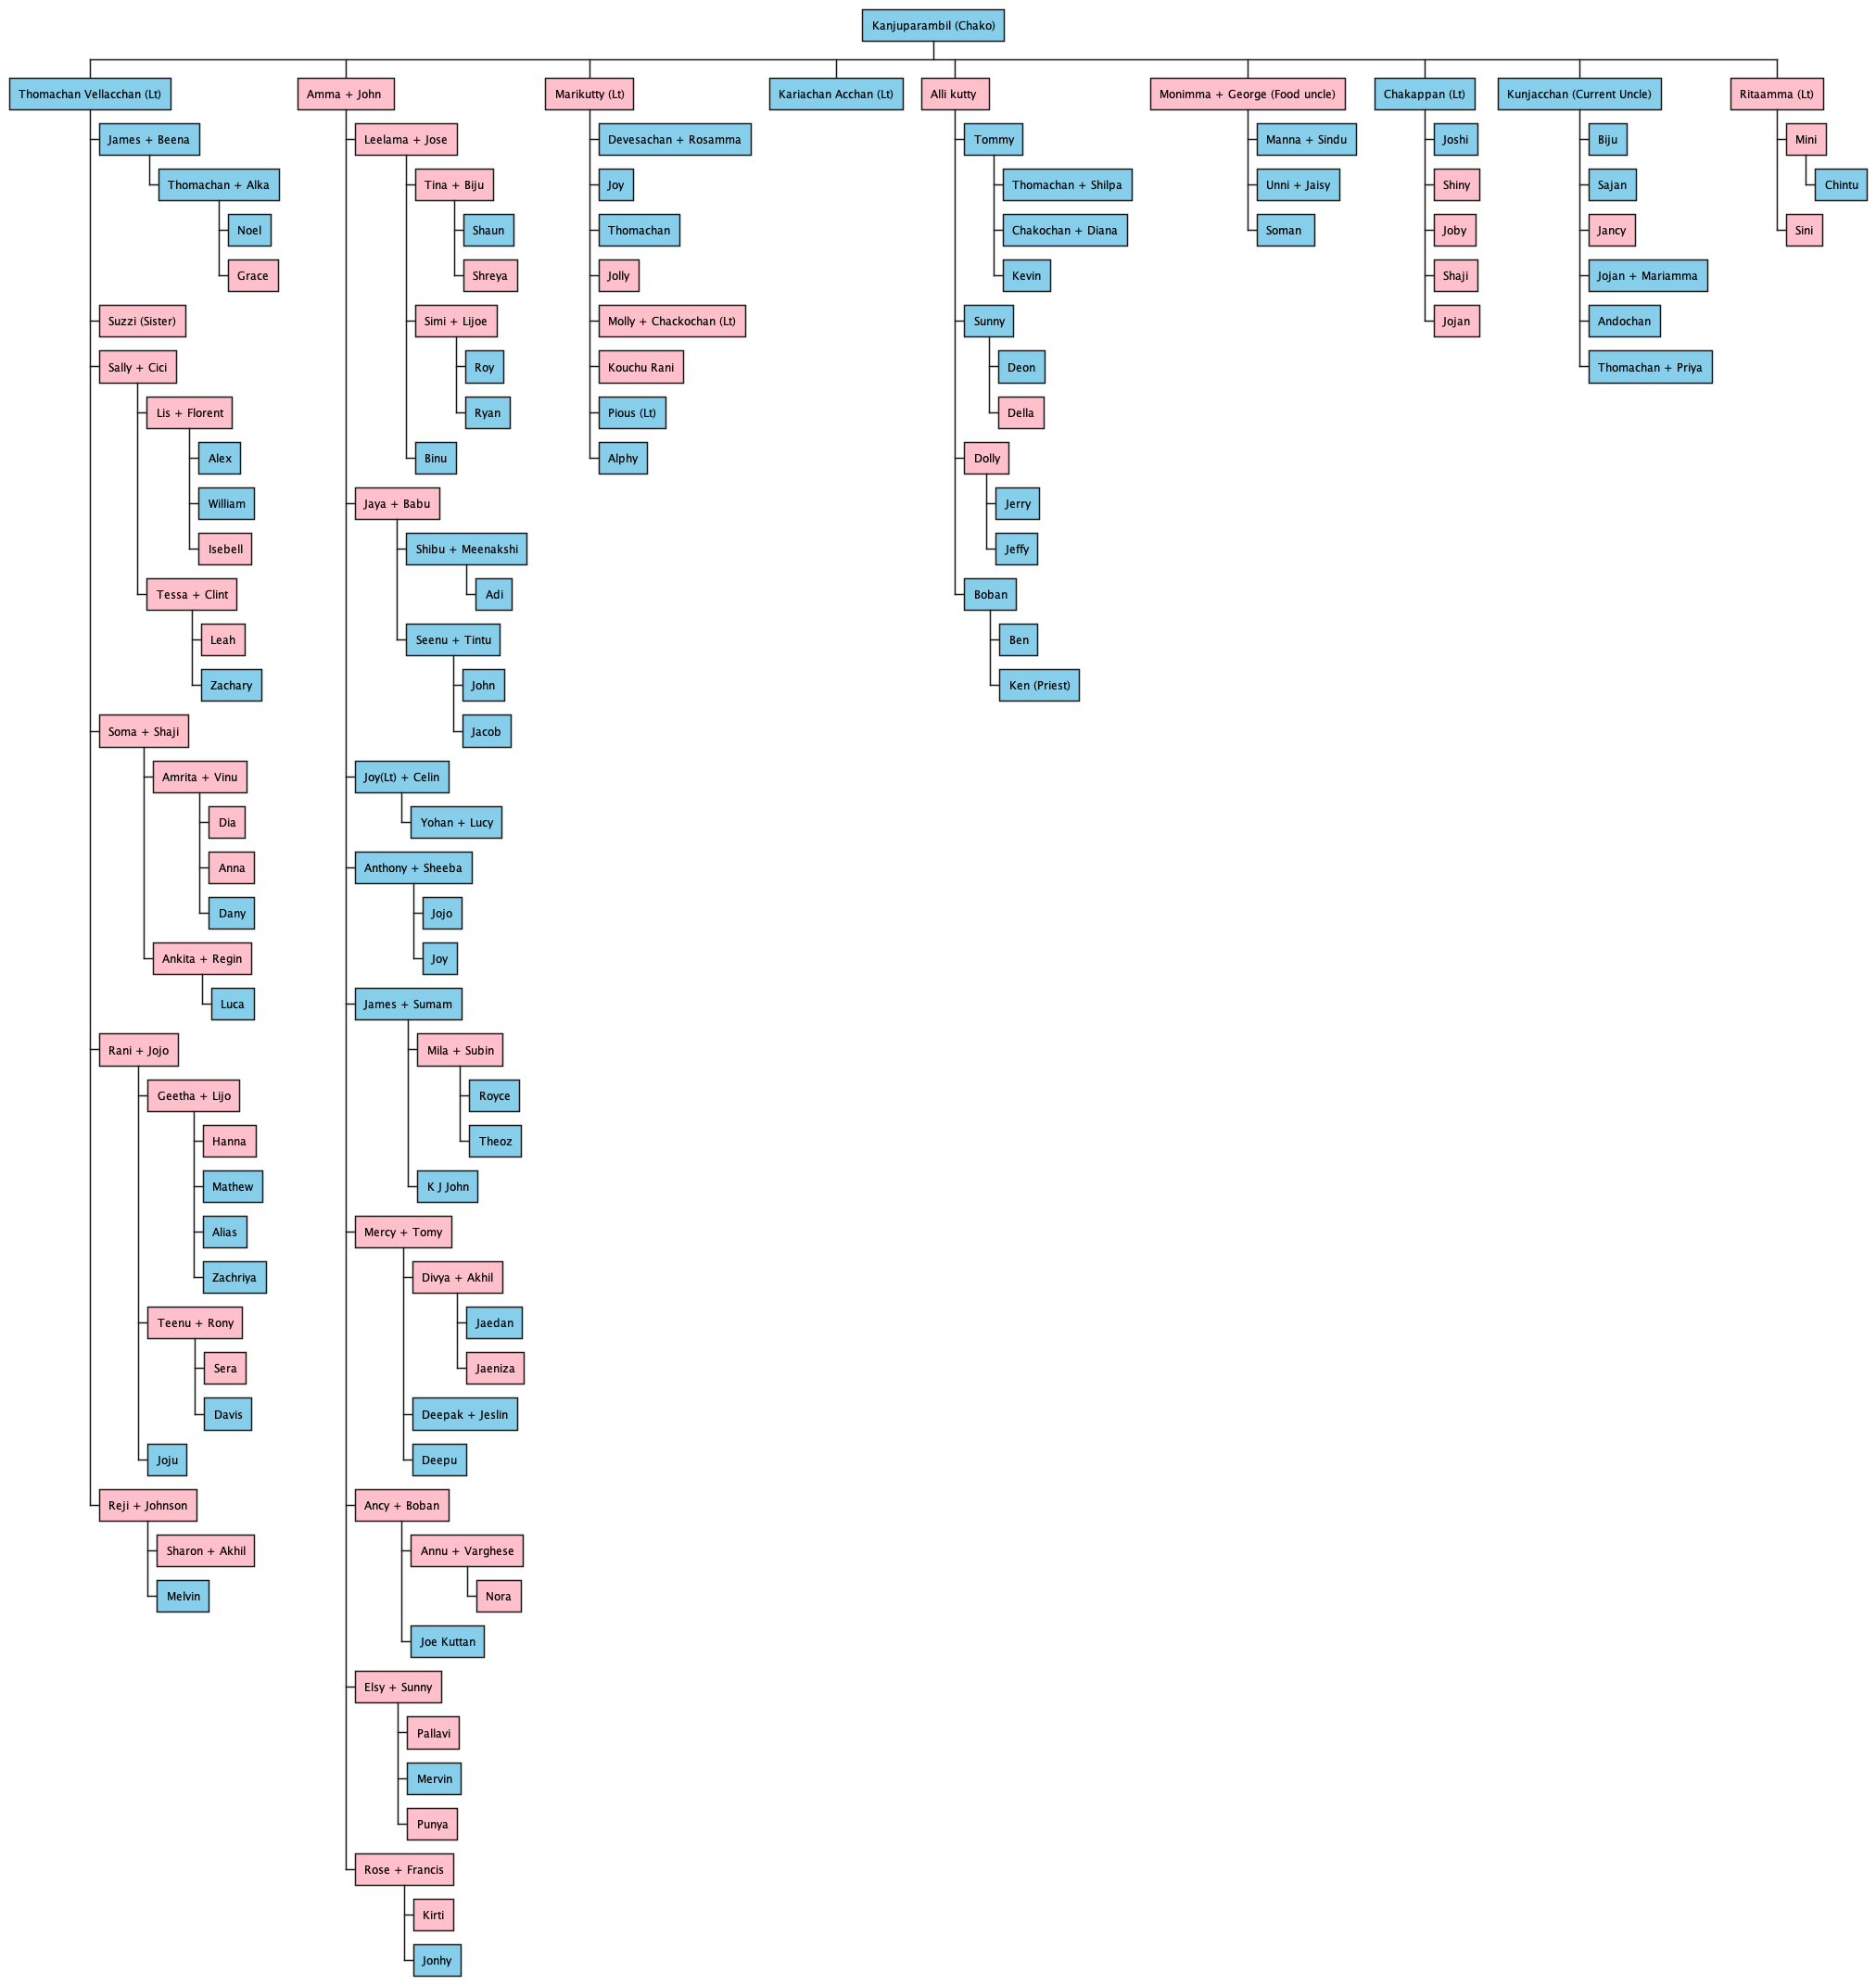 Kanjuparambil (Chako)
Thomachan Vellacchan (Lt)
James + Beena
Thomachan + Alka
Noel
Grace
Suzzi (Sister)
Sally + Cici
Lis + Florent
Alex
William
Isebell
Tessa + Clint
Leah
Zachary
Soma + Shaji
Amrita + Vinu
Dia
Anna
Dany
Ankita + Regin
Luca
Rani + Jojo
Geetha + Lijo
Hanna
Mathew
Alias
Zachriya
Teenu + Rony
Sera
Davis
Joju
Reji + Johnson
Sharon + Akhil
Melvin
Amma + John
Leelama + Jose
Tina + Biju
Shaun
Shreya
Simi + Lijoe
Roy
Ryan
Binu
Jaya + Babu
Shibu + Meenakshi
Adi
Seenu + Tintu
John
Jacob
Joy(Lt) + Celin
Yohan + Lucy
Anthony + Sheeba
Jojo
Joy
James + Sumam
Mila + Subin
Royce
Theoz
K J John
Mercy + Tomy
Divya + Akhil
Jaedan
Jaeniza
Deepak + Jeslin
Deepu
Ancy + Boban
Annu + Varghese
Nora
Joe Kuttan
Elsy + Sunny
Pallavi
Mervin
Punya
Rose + Francis
Kirti
Jonhy
Marikutty (Lt)
Devesachan + Rosamma
Joy
Thomachan
Jolly
Molly + Chackochan (Lt)
Kouchu Rani
Pious (Lt)
Alphy
Kariachan Acchan (Lt)
Alli kutty
Tommy
Thomachan + Shilpa
Chakochan + Diana
Kevin
Sunny
Deon
Della
Dolly
Jerry
Jeffy
Boban
Ben
Ken (Priest)
Monimma + George (Food uncle)
Manna + Sindu
Unni + Jaisy
Soman
Chakappan (Lt)
Joshi
Shiny
Joby
Shaji
Jojan
Kunjacchan (Current Uncle)
Biju
Sajan
Jancy
Jojan + Mariamma
Andochan
Thomachan + Priya
Ritaamma (Lt)
Mini
Chintu
Sini